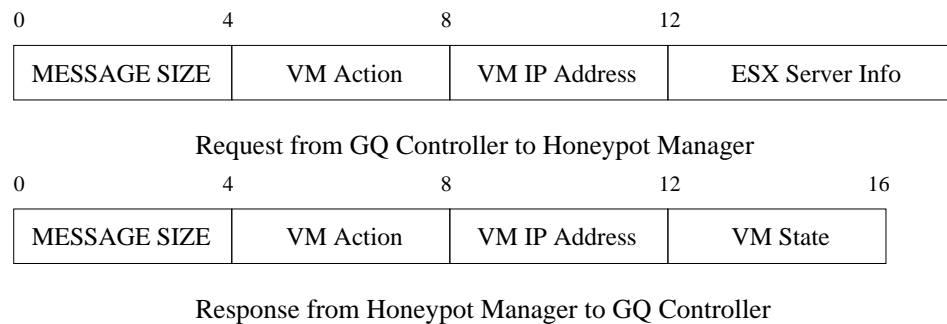 0 4 8 12
MESSAGE SIZE VM Action VM IP Address ESX Server Info
Request from GQ Controller to Honeypot Manager
0 4 8 12 16
MESSAGE SIZE VM Action VM IP Address VM State
Response from Honeypot Manager to GQ Controller